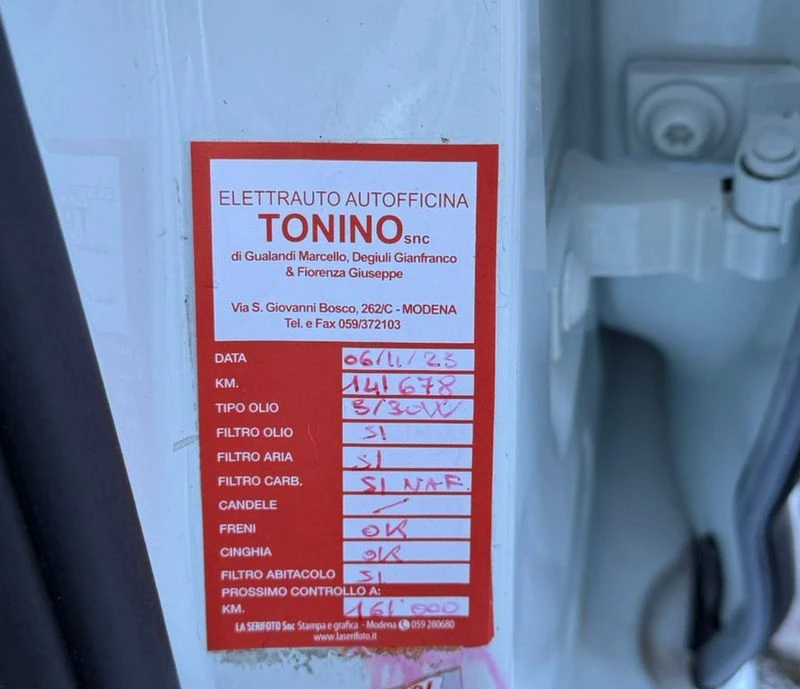 ELETTRAUTO AUTOFFICINA
TONINO snc
di Gualandi Marcello, Degiuli Gianfranco
& Fiorenza Giuseppe
Via S. Giovanni Bosco, 262/C - MODENA
Tel. e Fax 059/372103
DATA 06/11/23
KM. 141678
TIPO OLIO 5/30W
FILTRO OLIO SI
FILTRO ARIA SI
FILTRO CARB. SI NAF.
CANDELE /
FRENI OK
CINGHIA OK
FILTRO ABITACOLO SI
PROSSIMO CONTROLLO A:
KM. 161'000
LA SERIFOTO Snc Stampa e grafica - Modena 059 280680
www.laserifoto.it